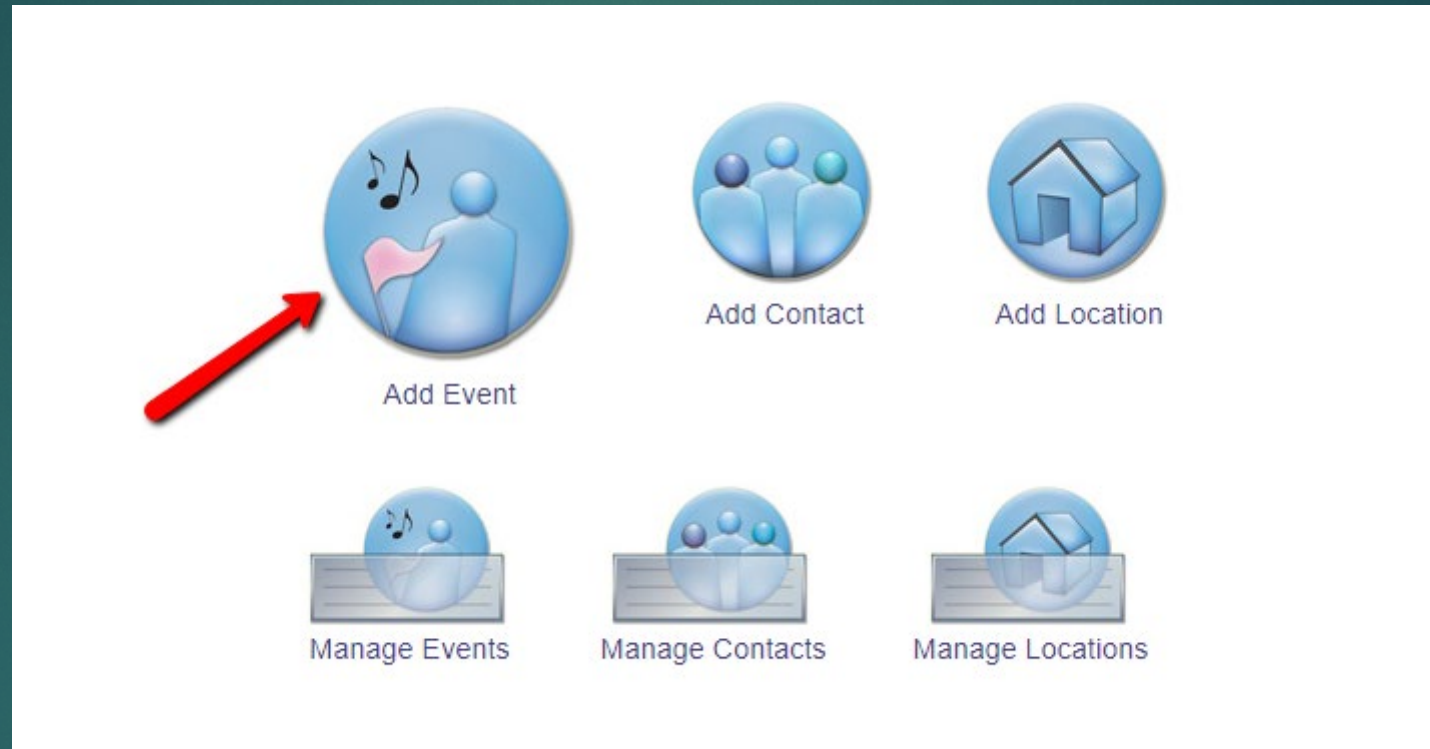 Add Contact
Add Location
Add Event
Manage Events
Manage Contacts
Manage Locations